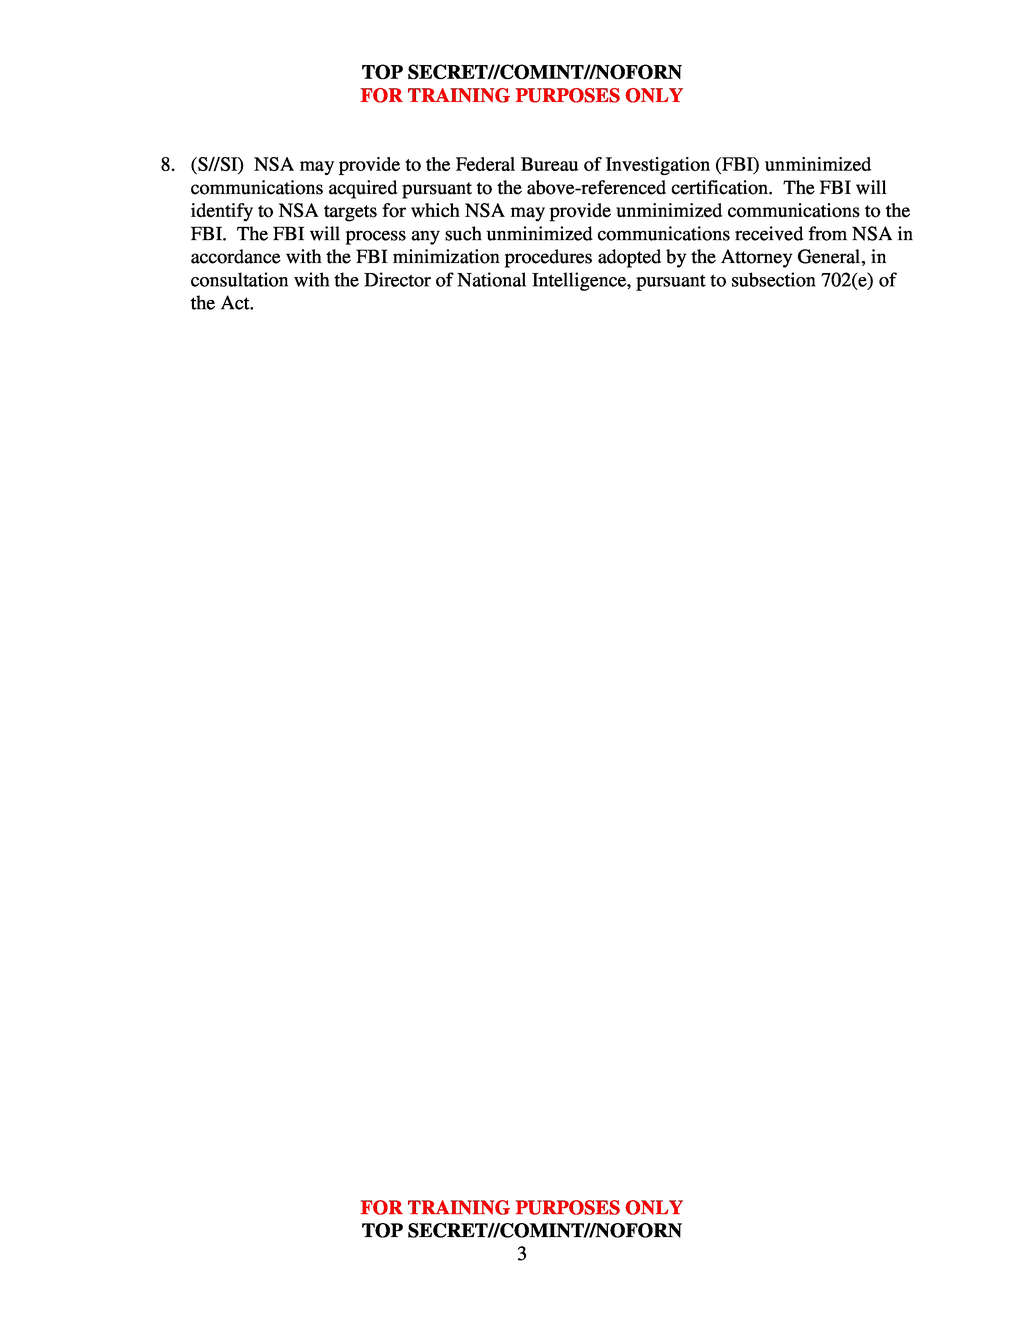 TOP SECRET//COMINT//NOFORN
FOR TRAINING PURPOSES ONLY
8. (S//SI) NSA may provide to the Federal Bureau of Investigation (FBI) unminimized
communications acquired pursuant to the above-referenced certification. The FBI will
identify to NSA targets for which NSA may provide unminimized communications to the
FBI. The FBI will process any such unminimized communications received from NSA in
accordance with the FBI minimization procedures adopted by the Attorney General, in
consultation with the Director of National Intelligence, pursuant to subsection 702(e) of
the Act.
FOR TRAINING PURPOSES ONLY
TOP SECRET//COMINT//NOFORN
3